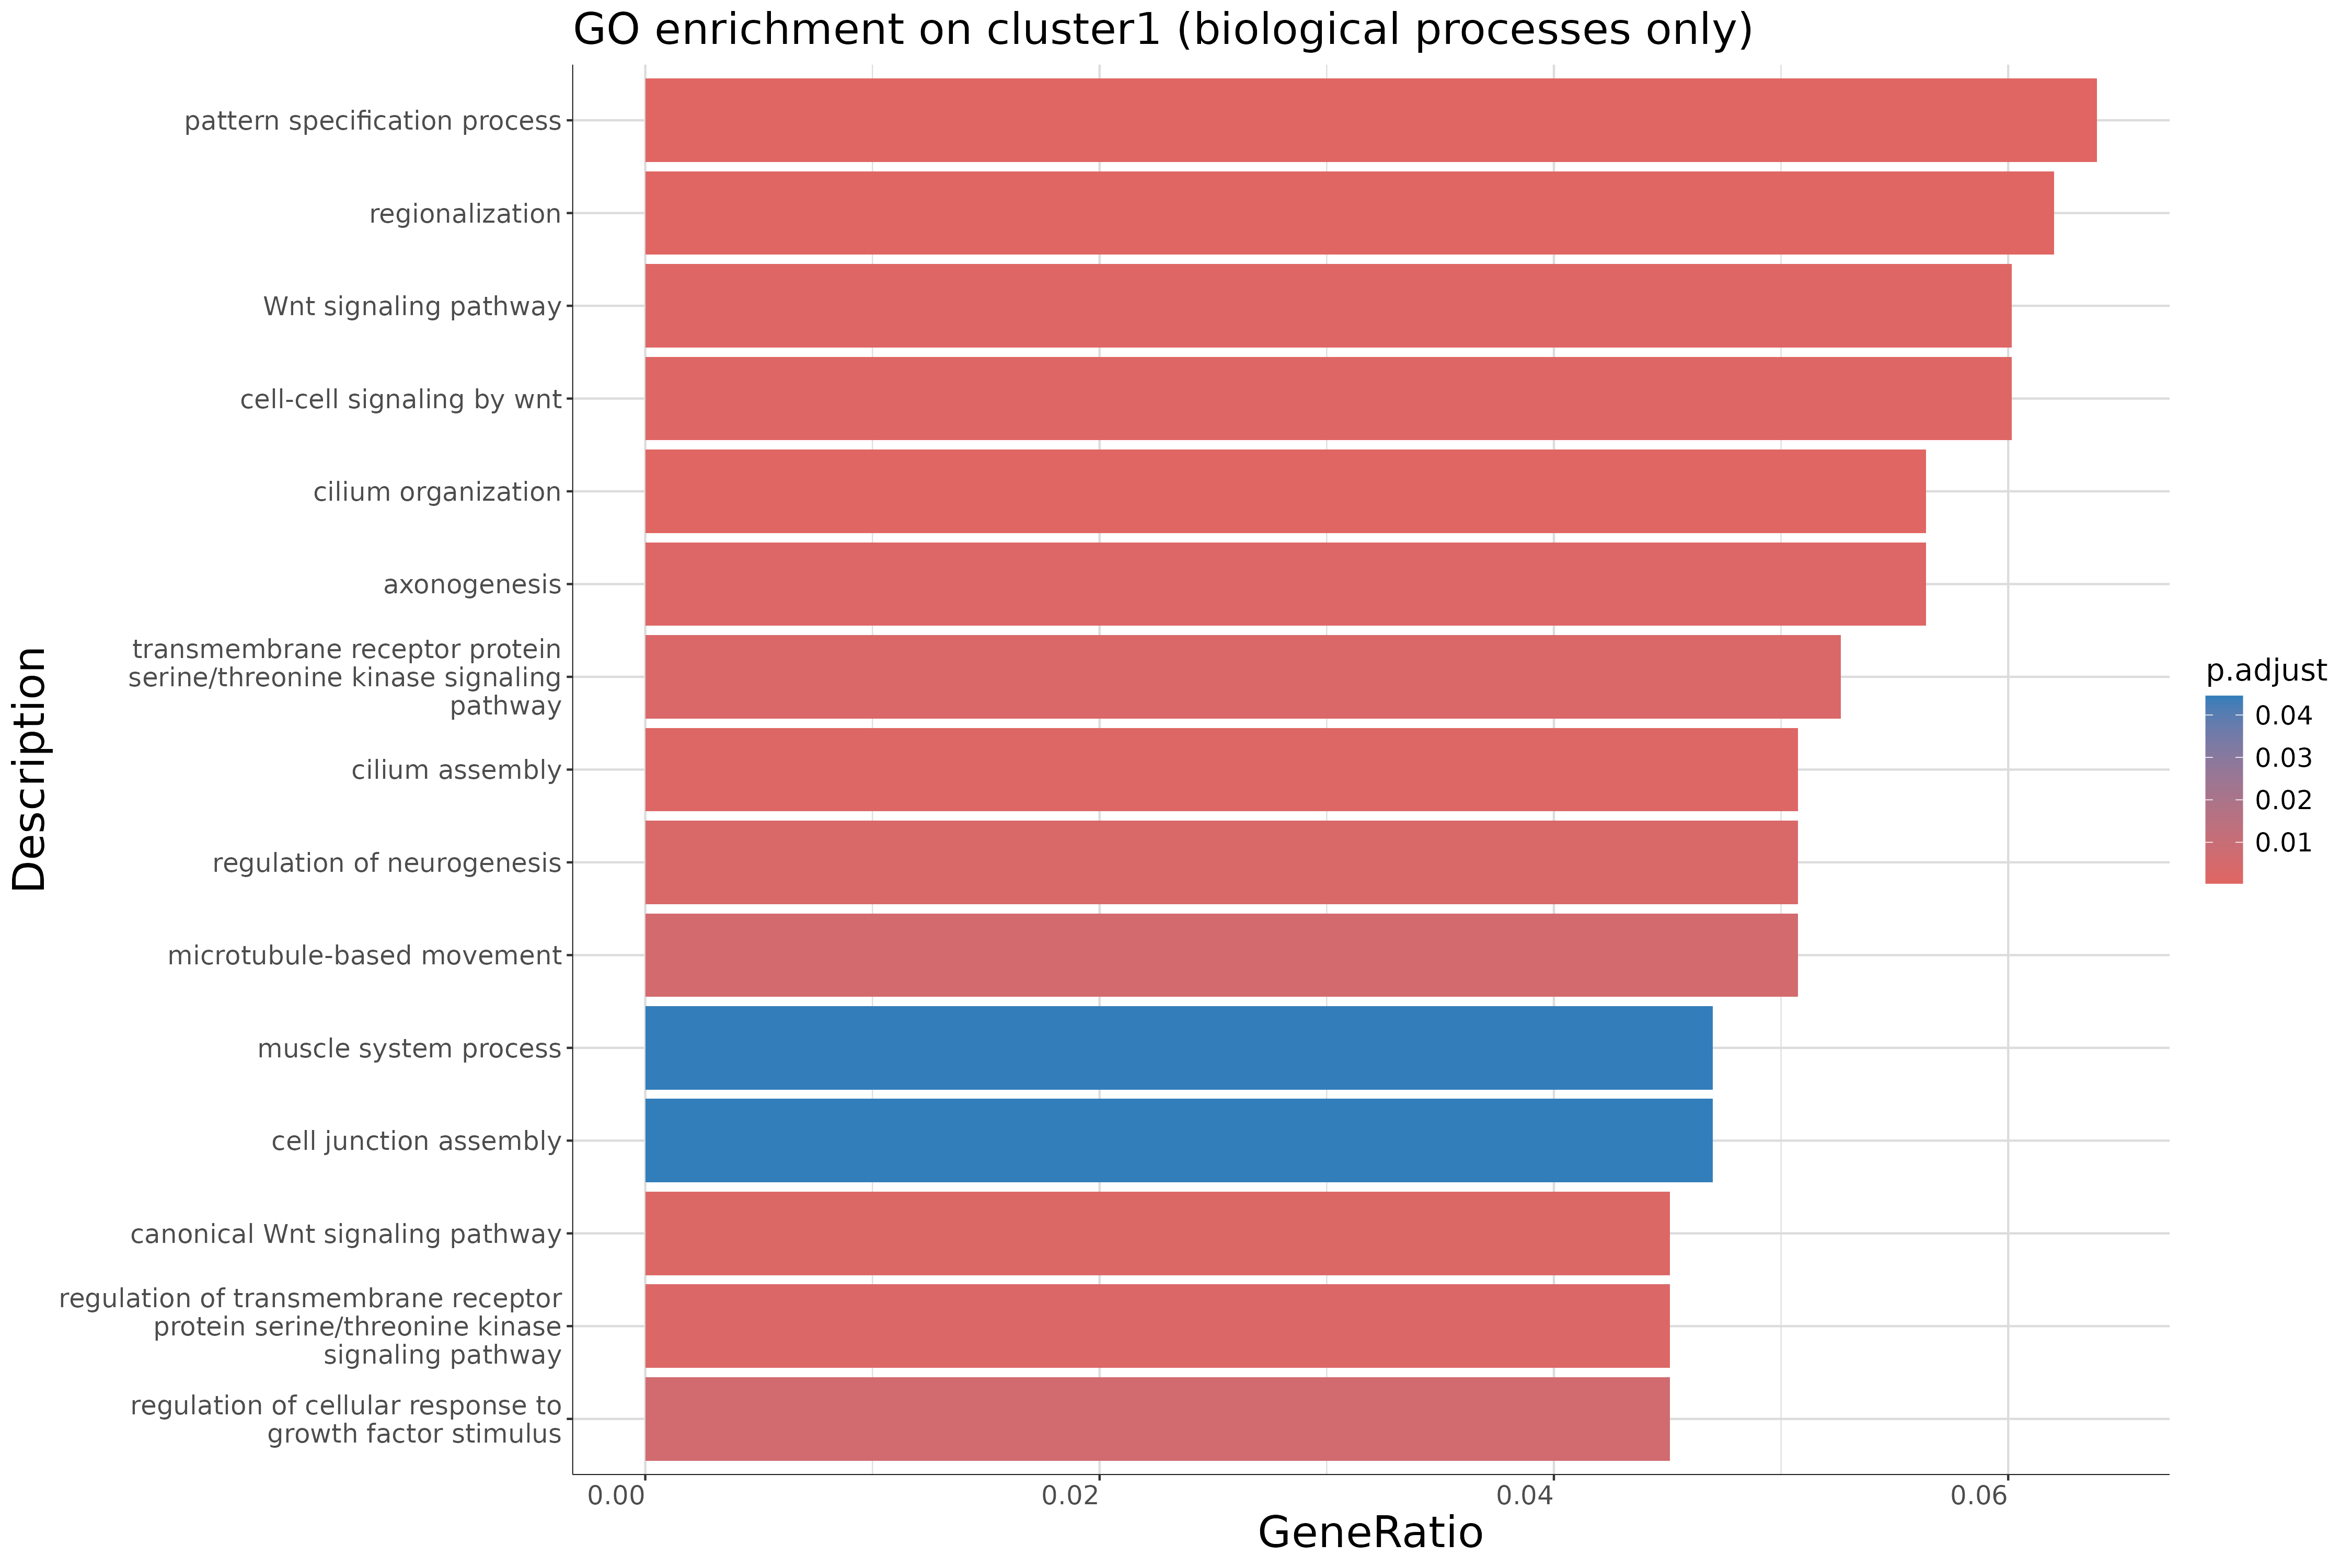 GO enrichment on cluster1 (biological processes only)
Description
pattern specification process
regionalization
Wnt signaling pathway
cell-cell signaling by wnt
cilium organization
axonogenesis
transmembrane receptor protein
serine/threonine kinase signaling
pathway
cilium assembly
regulation of neurogenesis
microtubule-based movement
muscle system process
cell junction assembly
canonical Wnt signaling pathway
regulation of transmembrane receptor
protein serine/threonine kinase
signaling pathway
regulation of cellular response to
growth factor stimulus
0.00
0.02
0.04
0.06
GeneRatio
p.adjust
0.04
0.03
0.02
0.01